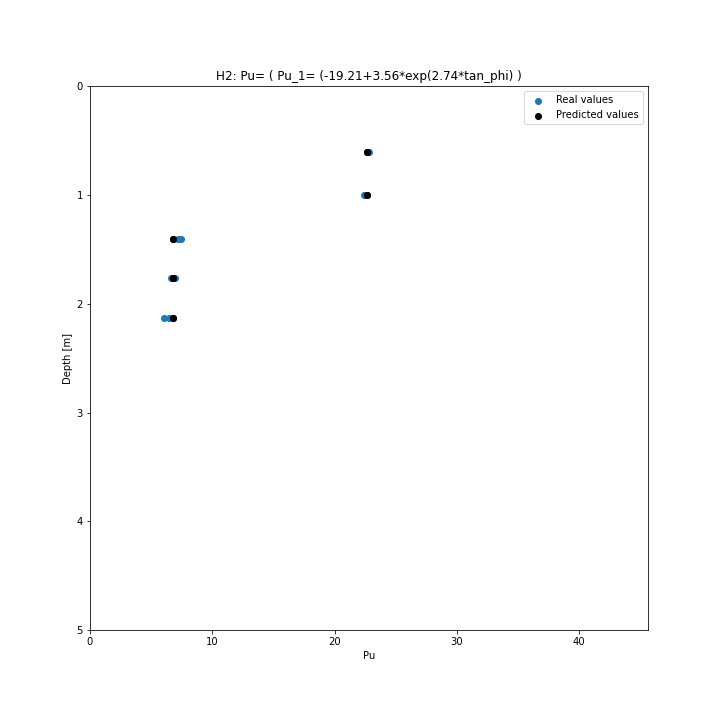 H2: Pu= ( Pu_1= (-19.21+3.56*exp(2.74*tan_phi) )
Real values
Predicted values
0
1
2
3
4
5
Depth [m]
0
10
20
30
40
Pu